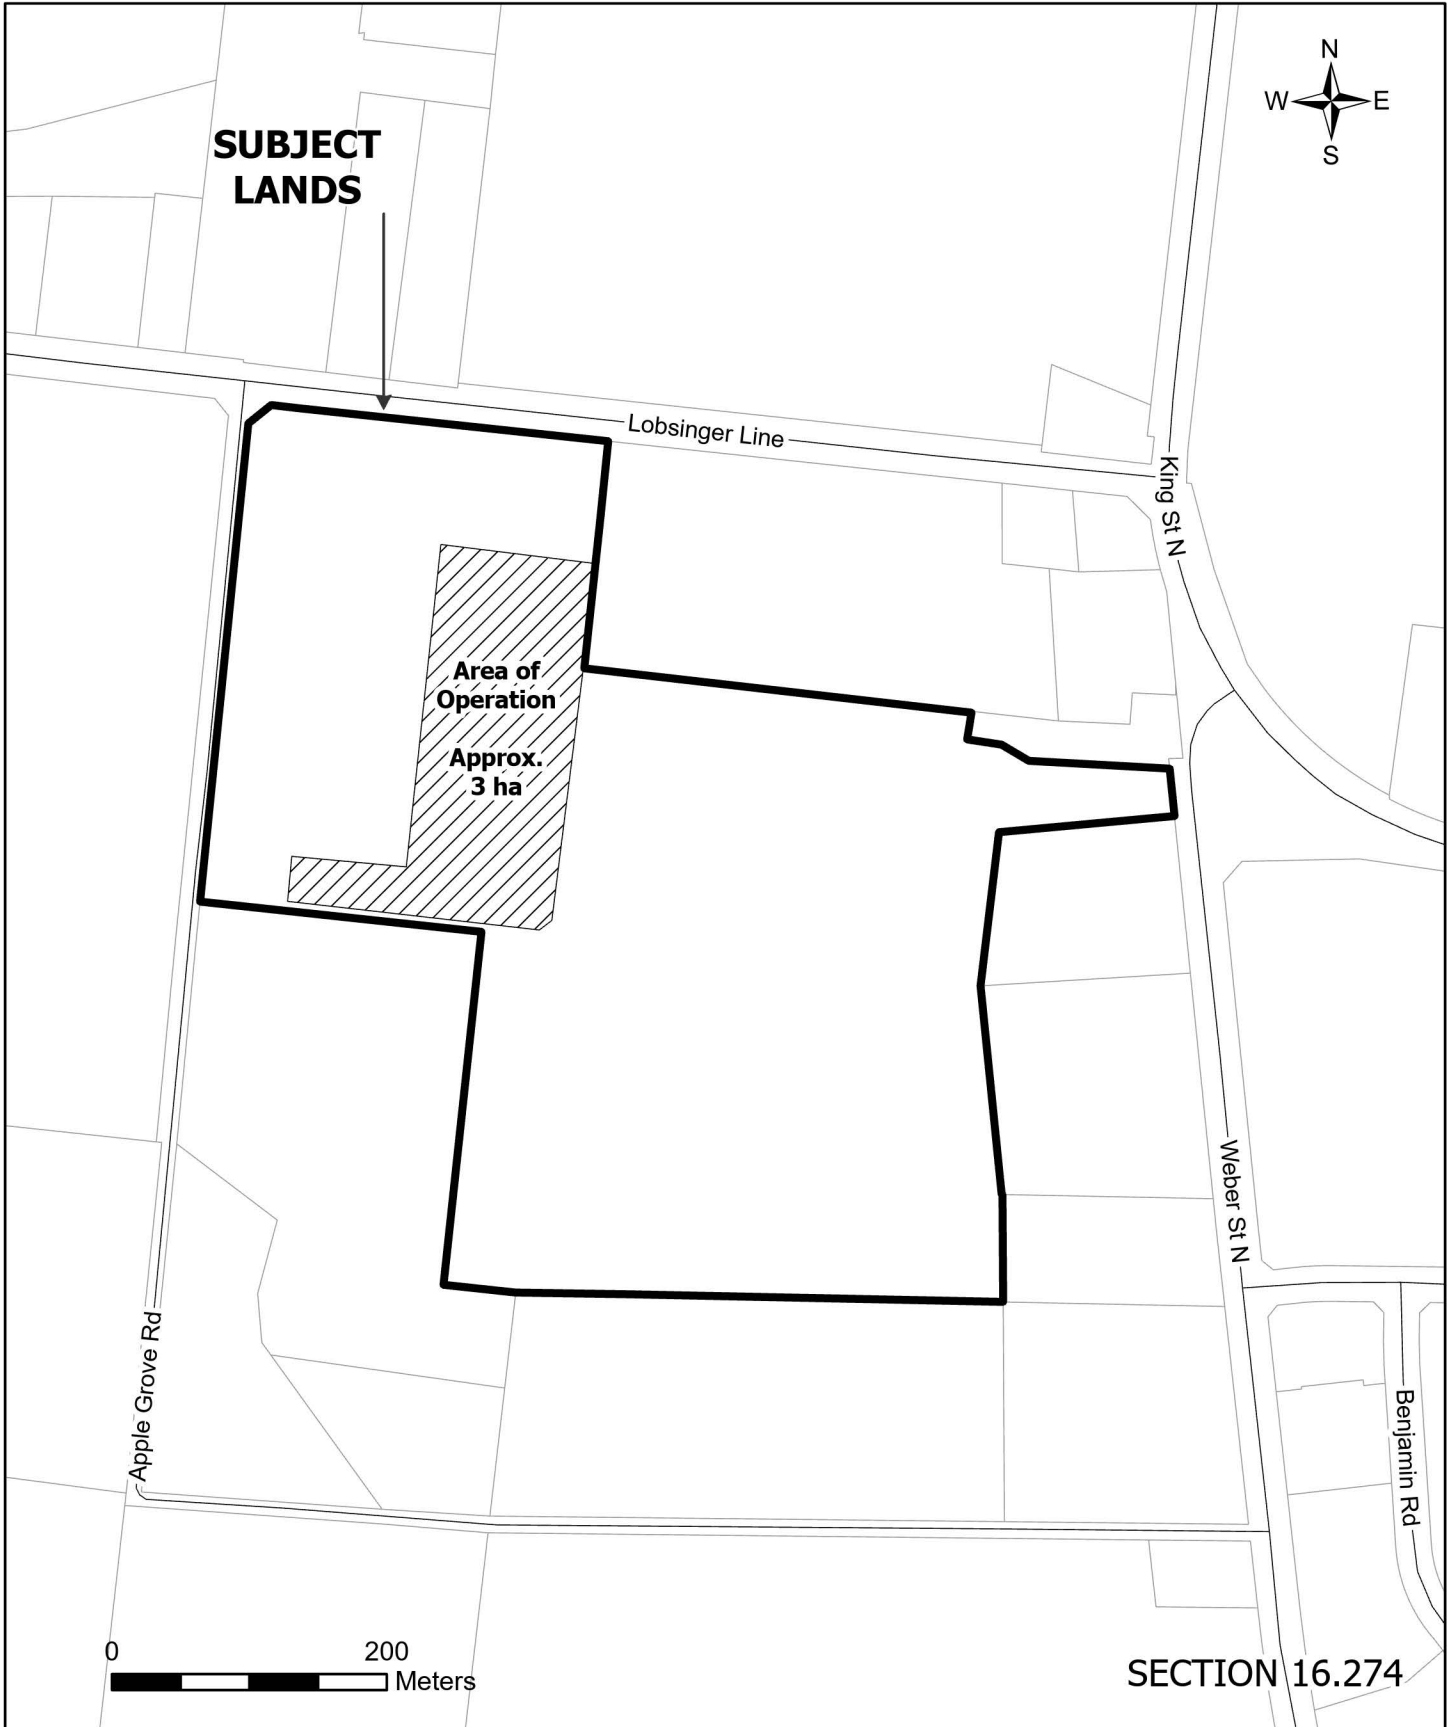 N
W E
S
SUBJECT
LANDS
Lobsinger Line
King St N
Area of
Operation
Approx.
3 ha
Weber St N
Apple Grove Rd
Benjamin Rd
0 200
Meters
SECTION 16.274